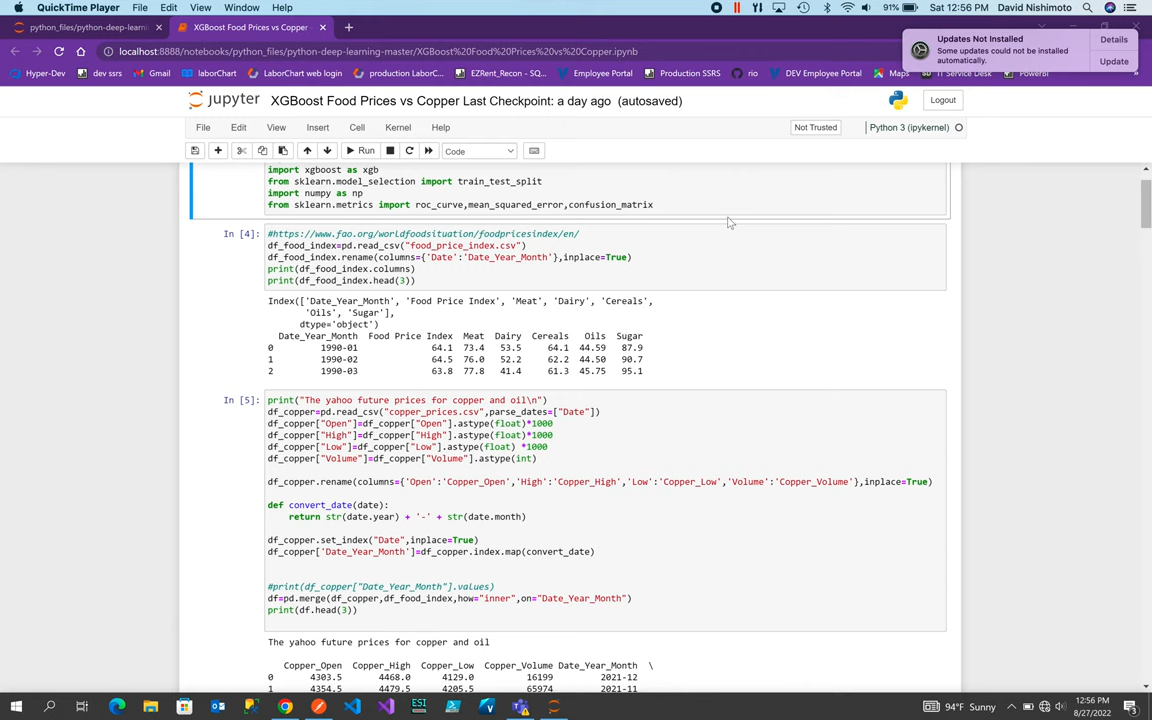 QuickTime Player File Edit View Window Help 91% Sat 12:56 PM David Nishimoto
python_files/python-deep-learni XGBoost Food Prices vs Copper -
localhost:8888/notebooks/python_files/python-deep-learning-master/XGBoost%20Food%20Prices%20vs%20Copper.ipynb
Updates Not Installed
Some updates could not be installed
automatically.
Details
Update
Hyper-Dev dev ssrs Gmail laborChart LaborChart web login production LaborC... EZRent_Recon - SQ... Employee Portal Production SSRS rio DEV Employee Portal Maps IT Service Desk PowerBI
jupyter XGBoost Food Prices vs Copper Last Checkpoint: a day ago (autosaved) Logout
File Edit View Insert Cell Kernel Help Not Trusted Python 3 (ipykernel)
Run Code
import xgboost as xgb
from sklearn.model_selection import train_test_split
import numpy as np
from sklearn.metrics import roc_curve,mean_squared_error,confusion_matrix
In [4]: #https://www.fao.org/worldfoodsituation/foodpricesindex/en/
df_food_index=pd.read_csv("food_price_index.csv")
df_food_index.rename(columns={'Date':'Date_Year_Month'},inplace=True)
print(df_food_index.columns)
print(df_food_index.head(3))
Index(['Date_Year_Month', 'Food Price Index', 'Meat', 'Dairy', 'Cereals',
'Oils', 'Sugar'],
dtype='object')
Date_Year_Month Food Price Index Meat Dairy Cereals Oils Sugar
0 1990-01 64.1 73.4 53.5 64.1 44.59 87.9
1 1990-02 64.5 76.0 52.2 62.2 44.50 90.7
2 1990-03 63.8 77.8 41.4 61.3 45.75 95.1
In [5]: print("The yahoo future prices for copper and oil\n")
df_copper=pd.read_csv("copper_prices.csv",parse_dates=["Date"])
df_copper["Open"]=df_copper["Open"].astype(float)*1000
df_copper["High"]=df_copper["High"].astype(float)*1000
df_copper["Low"]=df_copper["Low"].astype(float) *1000
df_copper["Volume"]=df_copper["Volume"].astype(int)
df_copper.rename(columns={'Open':'Copper_Open','High':'Copper_High','Low':'Copper_Low','Volume':'Copper_Volume'},inplace=True)
def convert_date(date):
return str(date.year) + '-' + str(date.month)
df_copper.set_index("Date",inplace=True)
df_copper['Date_Year_Month']=df_copper.index.map(convert_date)
#print(df_copper["Date_Year_Month"].values)
df=pd.merge(df_copper,df_food_index,how="inner",on="Date_Year_Month")
print(df.head(3))
The yahoo future prices for copper and oil
Copper_Open Copper_High Copper_Low Copper_Volume Date_Year_Month \
0 4303.5 4468.0 4129.0 16199 2021-12
1 4354.5 4479.5 4205.5 65974 2021-11
94°F Sunny 12:56 PM
8/27/2022